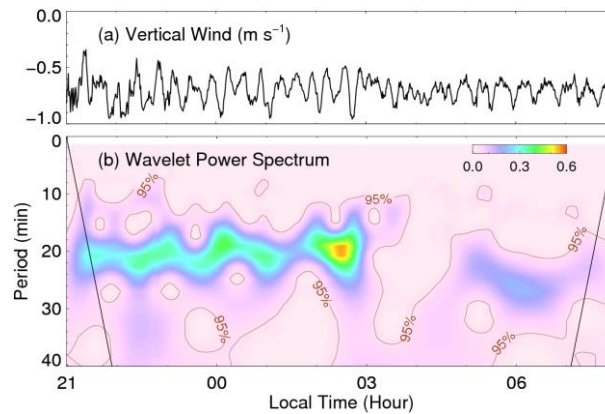 0.0
(a) Vertical Wind (m s⁻¹)
−0.5
−1.0
0
(b) Wavelet Power Spectrum
0.0 0.3 0.6
10
95%
95%
95%
20
30
95%
95%
95%
40
Period (min)
21 00 03 06
Local Time (Hour)